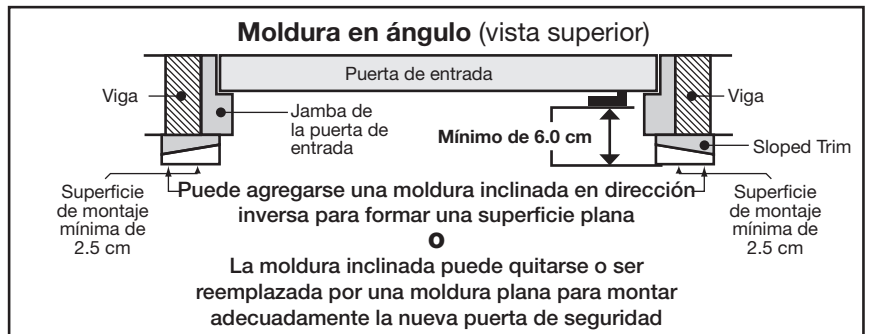 Moldura en ángulo (vista superior)
Puerta de entrada
Viga
Jamba de
la puerta de
entrada
Mínimo de 6.0 cm
Viga
Sloped Trim
Superficie
de montaje
mínima de
2.5 cm
Puede agregarse una moldura inclinada en dirección
inversa para formar una superficie plana
o
La moldura inclinada puede quitarse o ser
reemplazada por una moldura plana para montar
adecuadamente la nueva puerta de seguridad
Superficie
de montaje
mínima de
2.5 cm